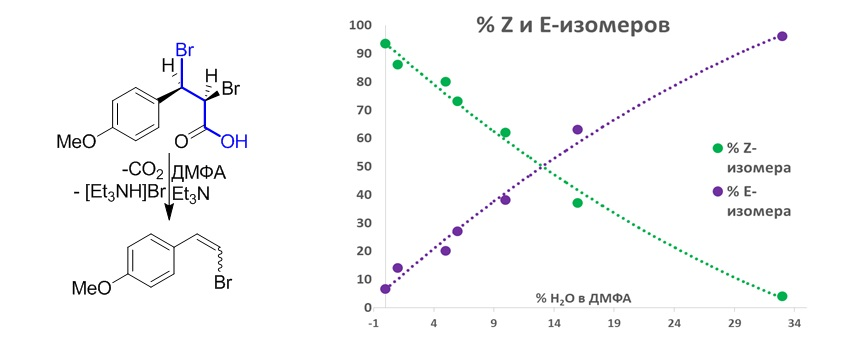 Br
H
H
Br
MeO
O
OH
-CO₂ ДМФА
- [Et₃NH]Br Et₃N
MeO
Br
% Z и E-изомеров
100
90
80
70
60
50
40
30
20
10
0
-1 4 9 14 19 24 29 34
% H₂O в ДМФА
% Z-
изомера
% E-
изомера